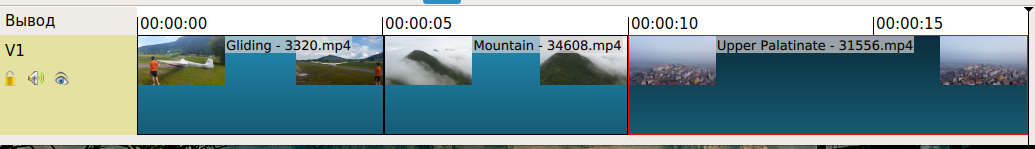 Вывод 00:00:00 00:00:05 00:00:10 00:00:15
V1 Gliding - 3320.mp4 Mountain - 34608.mp4 Upper Palatinate - 31556.mp4